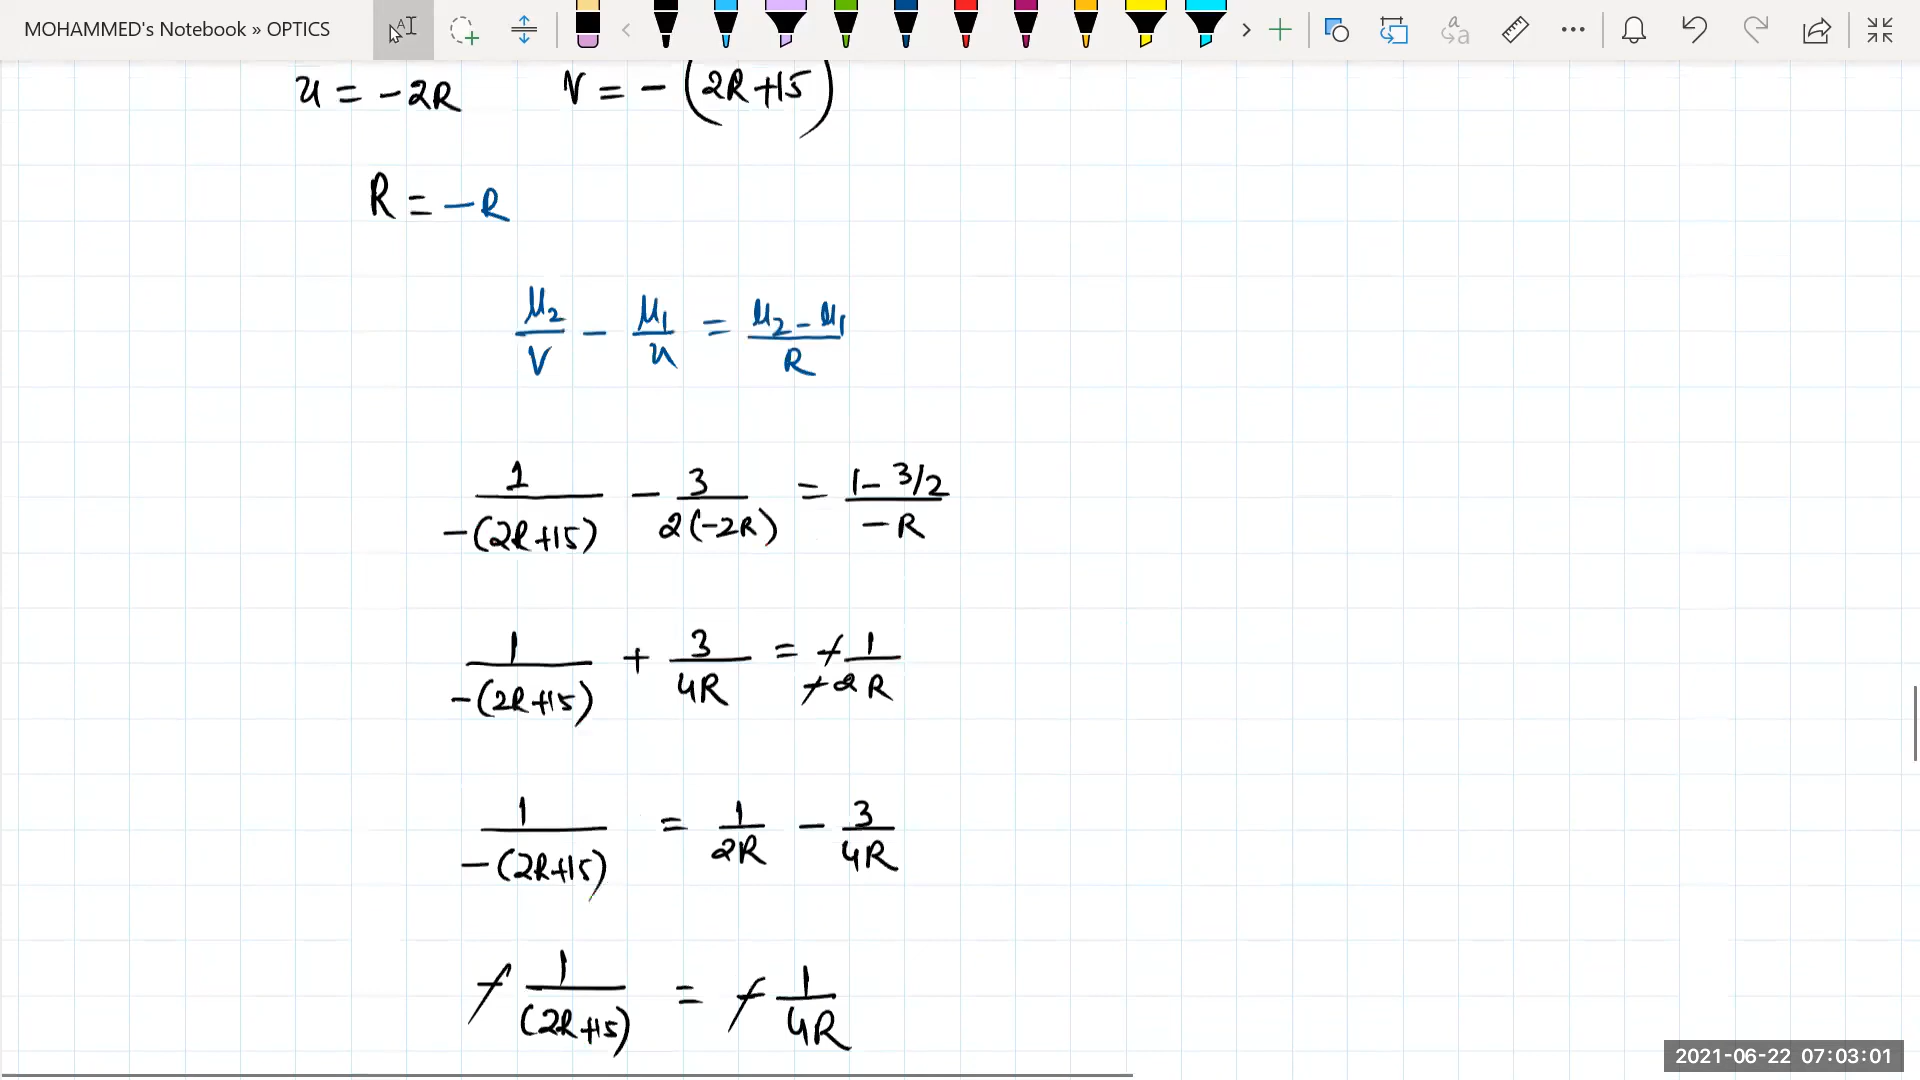 MOHAMMED's Notebook » OPTICS
u = -2R    v = -(2R+15)
R = -R
μ₂/v - μ₁/u = (μ₂ - μ₁)/R
1/-(2R+15) - 3/2(-2R) = (1 - 3/2)/-R
1/-(2R+15) + 3/4R = -1/-2R
1/-(2R+15) = 1/2R - 3/4R
-1/(2R+15) = -1/4R
2021-06-22 07:03:01